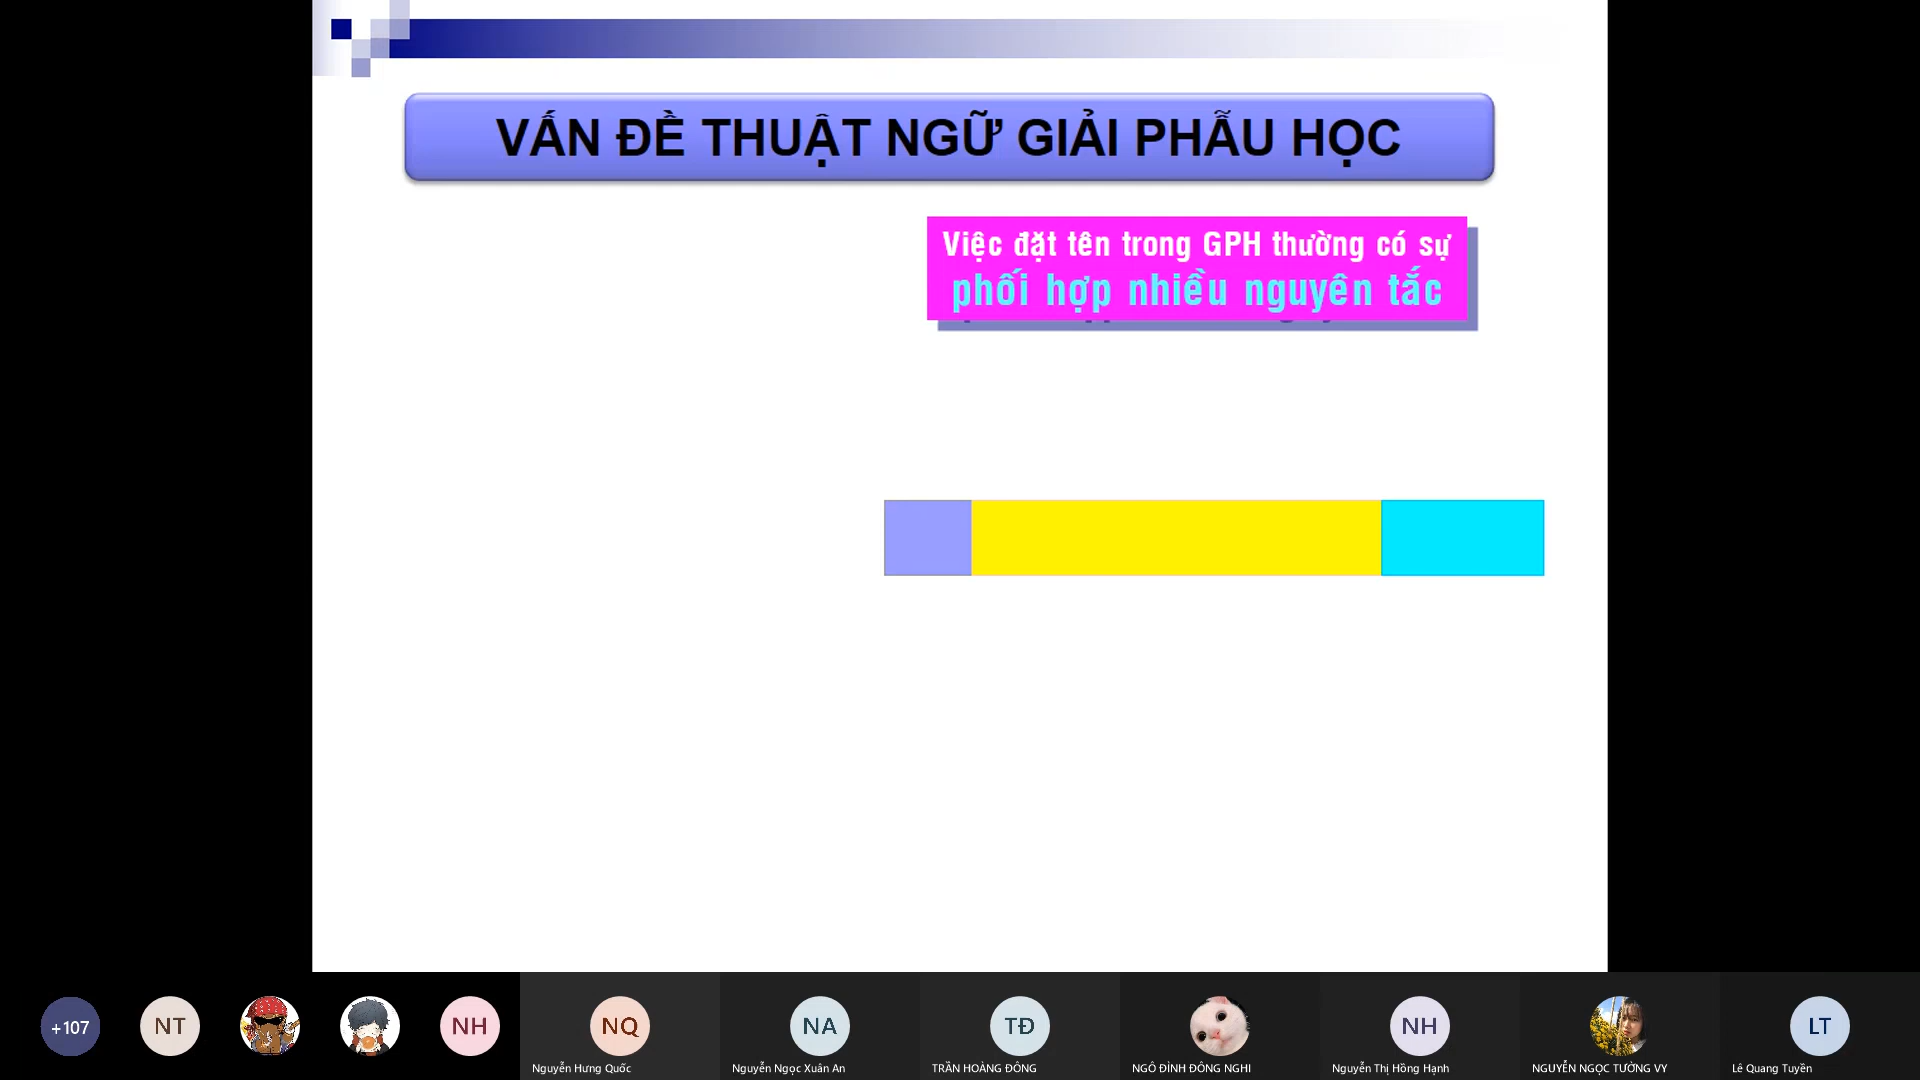 VẤN ĐỀ THUẬT NGỮ GIẢI PHẪU HỌC
Việc đặt tên trong GPH thường có sự
phối hợp nhiều nguyên tắc
+107
NT
NH
NQ
NA
TĐ
NH
LT
Nguyễn Hưng Quốc
Nguyễn Ngọc Xuân An
TRẦN HOÀNG ĐÔNG
NGÔ ĐÌNH ĐÔNG NGHI
Nguyễn Thị Hồng Hạnh
NGUYỄN NGỌC TƯỜNG VY
Lê Quang Tuyền